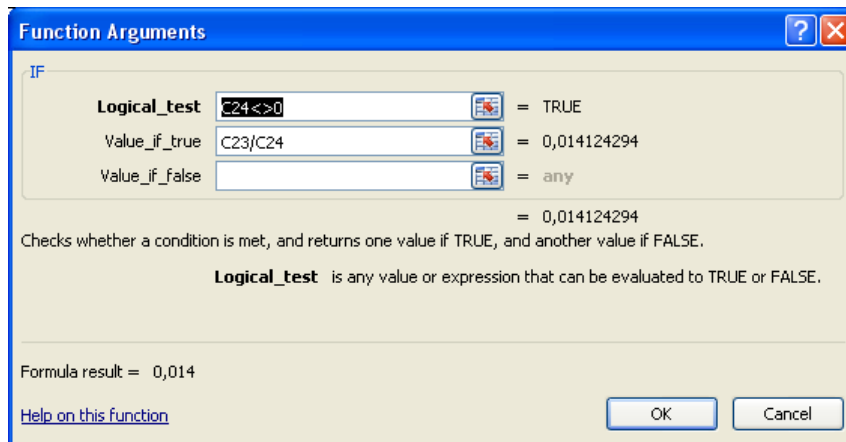 Function Arguments
IF
Logical_test C24<>0 = TRUE
Value_if_true C23/C24 = 0,014124294
Value_if_false = any
= 0,014124294
Checks whether a condition is met, and returns one value if TRUE, and another value if FALSE.
Logical_test is any value or expression that can be evaluated to TRUE or FALSE.
Formula result = 0,014
Help on this function OK Cancel